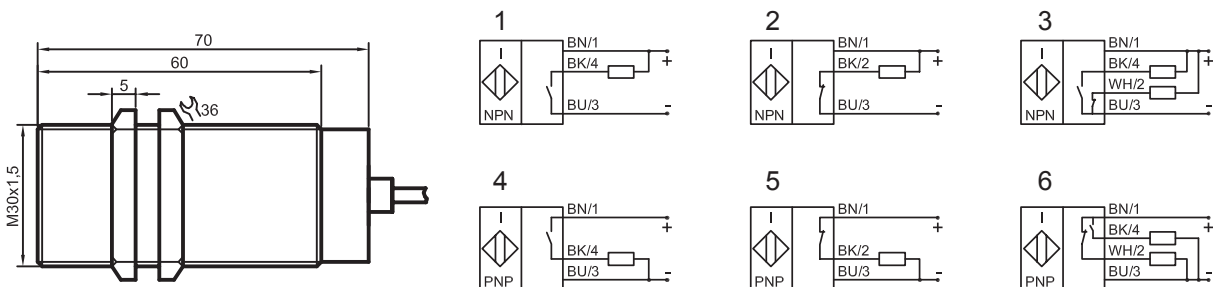 70
60
5
36
M30x1,5
1
BN/1
+
BK/4
BU/3
-
I
NPN
2
BN/1
+
BK/2
BU/3
-
I
NPN
3
BN/1
+
BK/4
WH/2
BU/3
-
I
NPN
4
BN/1
+
BK/4
BU/3
-
I
PNP
5
BN/1
+
BK/2
BU/3
-
I
PNP
6
BN/1
+
BK/4
WH/2
BU/3
-
I
PNP